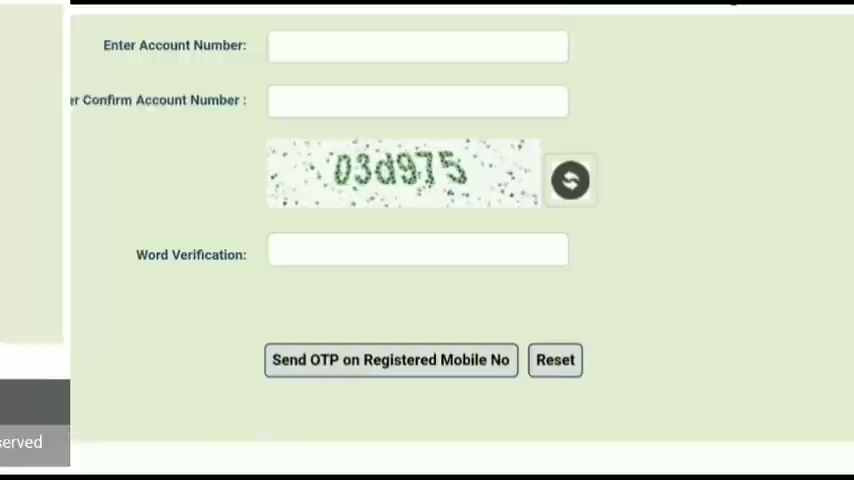 Enter Account Number:
er Confirm Account Number :
03d975
Word Verification:
Send OTP on Registered Mobile No
Reset
served